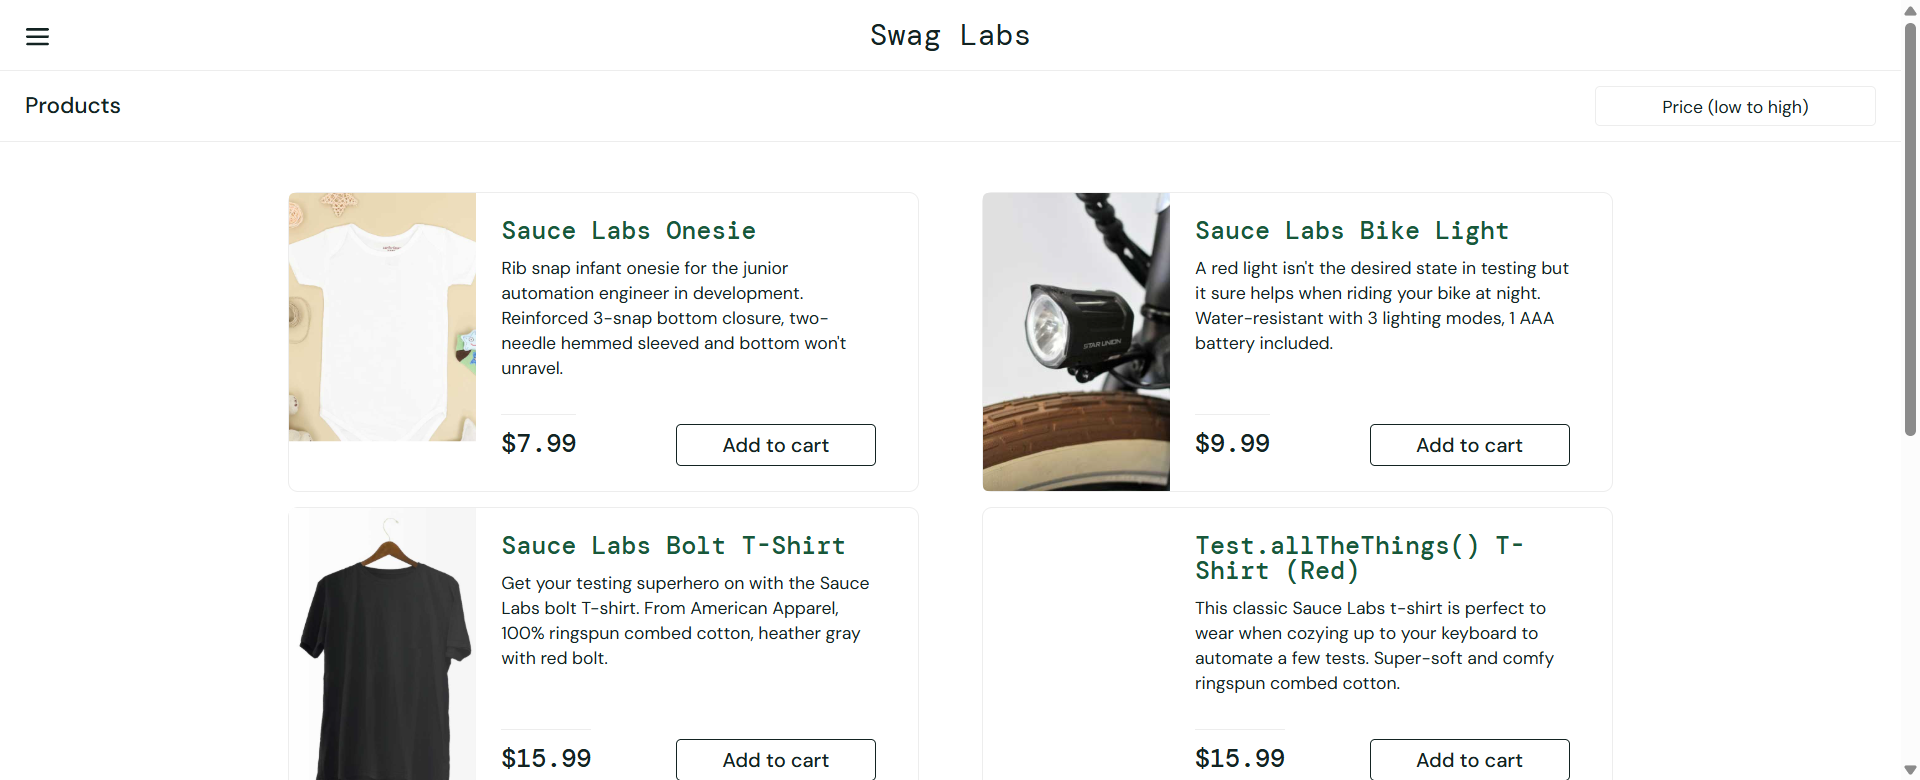 Swag Labs
Products
Price (low to high)
Sauce Labs Onesie
Rib snap infant onesie for the junior
automation engineer in development.
Reinforced 3-snap bottom closure, two-
needle hemmed sleeved and bottom won't
unravel.
$7.99
Add to cart
Sauce Labs Bike Light
A red light isn't the desired state in testing but
it sure helps when riding your bike at night.
Water-resistant with 3 lighting modes, 1 AAA
battery included.
STAR UNION
$9.99
Add to cart
Sauce Labs Bolt T-Shirt
Get your testing superhero on with the Sauce
Labs bolt T-shirt. From American Apparel,
100% ringspun combed cotton, heather gray
with red bolt.
$15.99
Add to cart
Test.allTheThings() T-
Shirt (Red)
This classic Sauce Labs t-shirt is perfect to
wear when cozying up to your keyboard to
automate a few tests. Super-soft and comfy
ringspun combed cotton.
$15.99
Add to cart